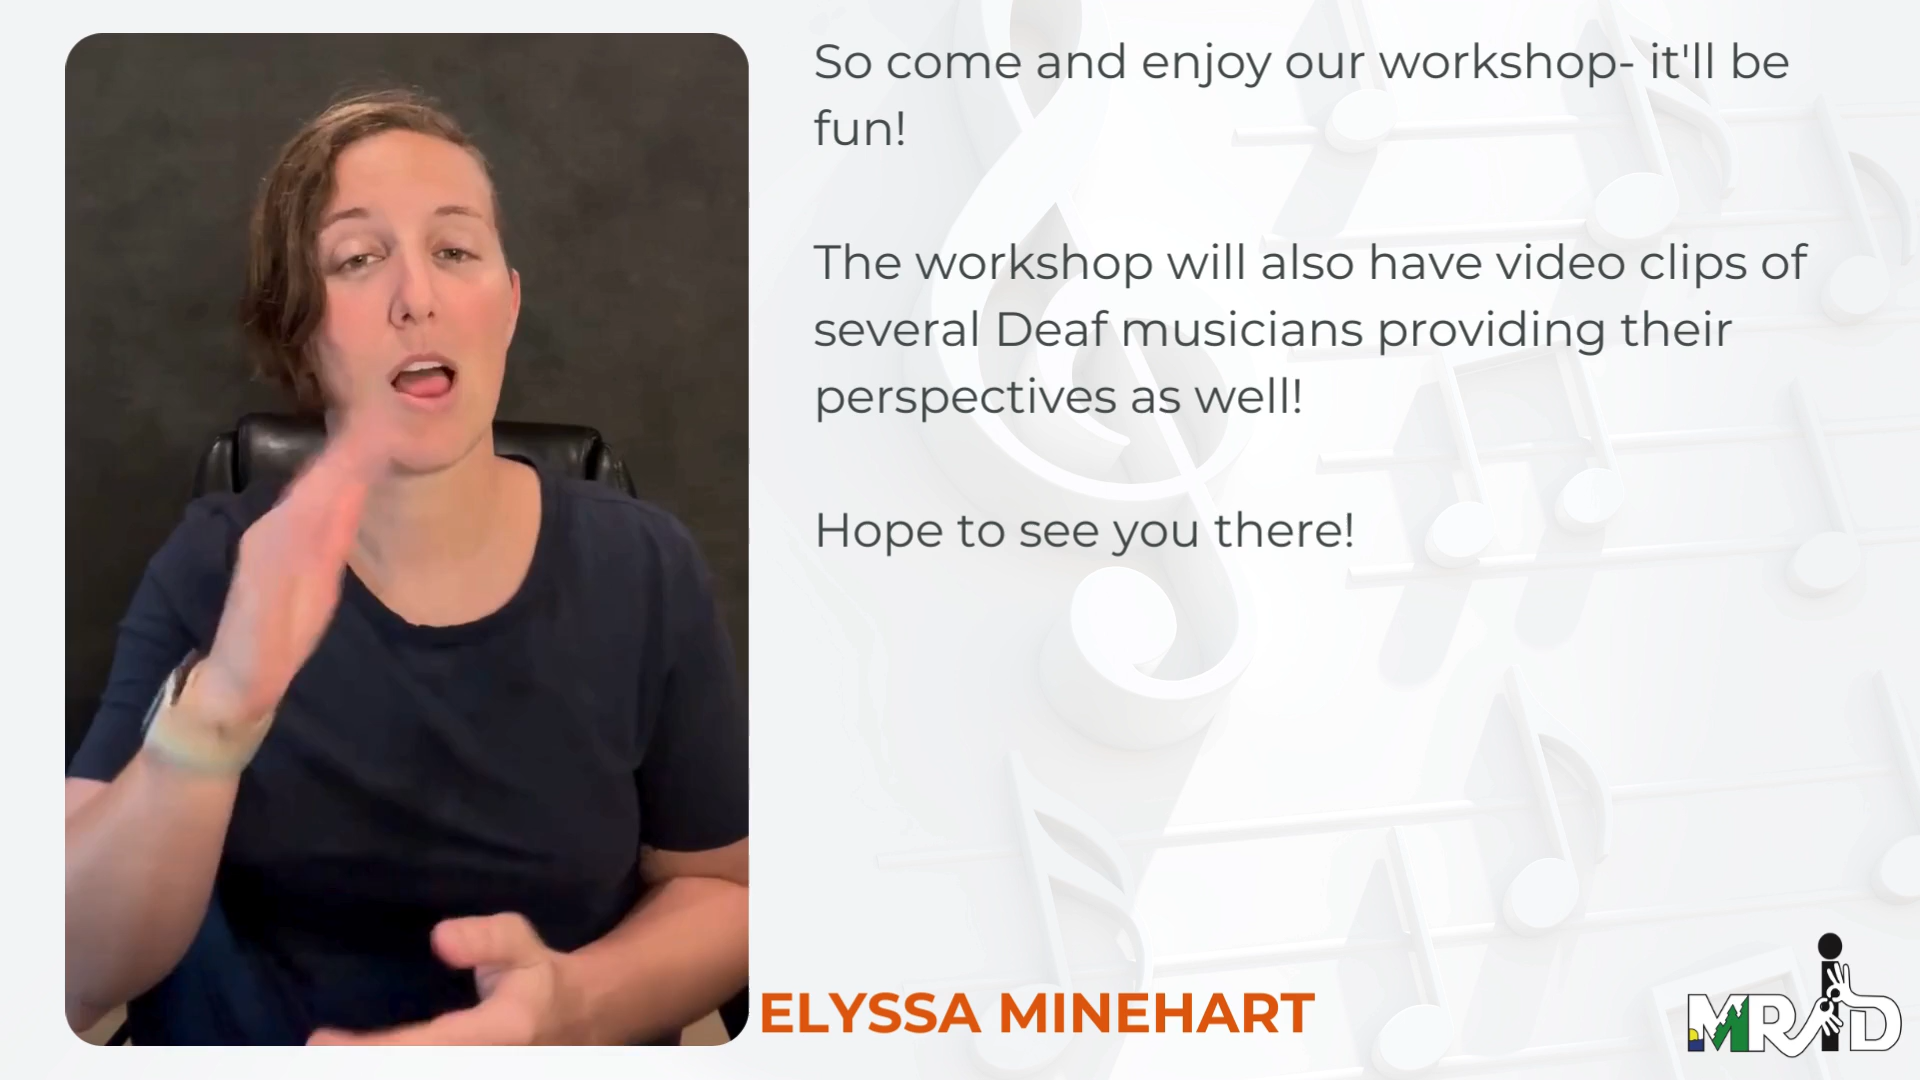 So come and enjoy our workshop- it'll be
fun!
The workshop will also have video clips of
several Deaf musicians providing their
perspectives as well!
Hope to see you there!
ELYSSA MINEHART
MRID